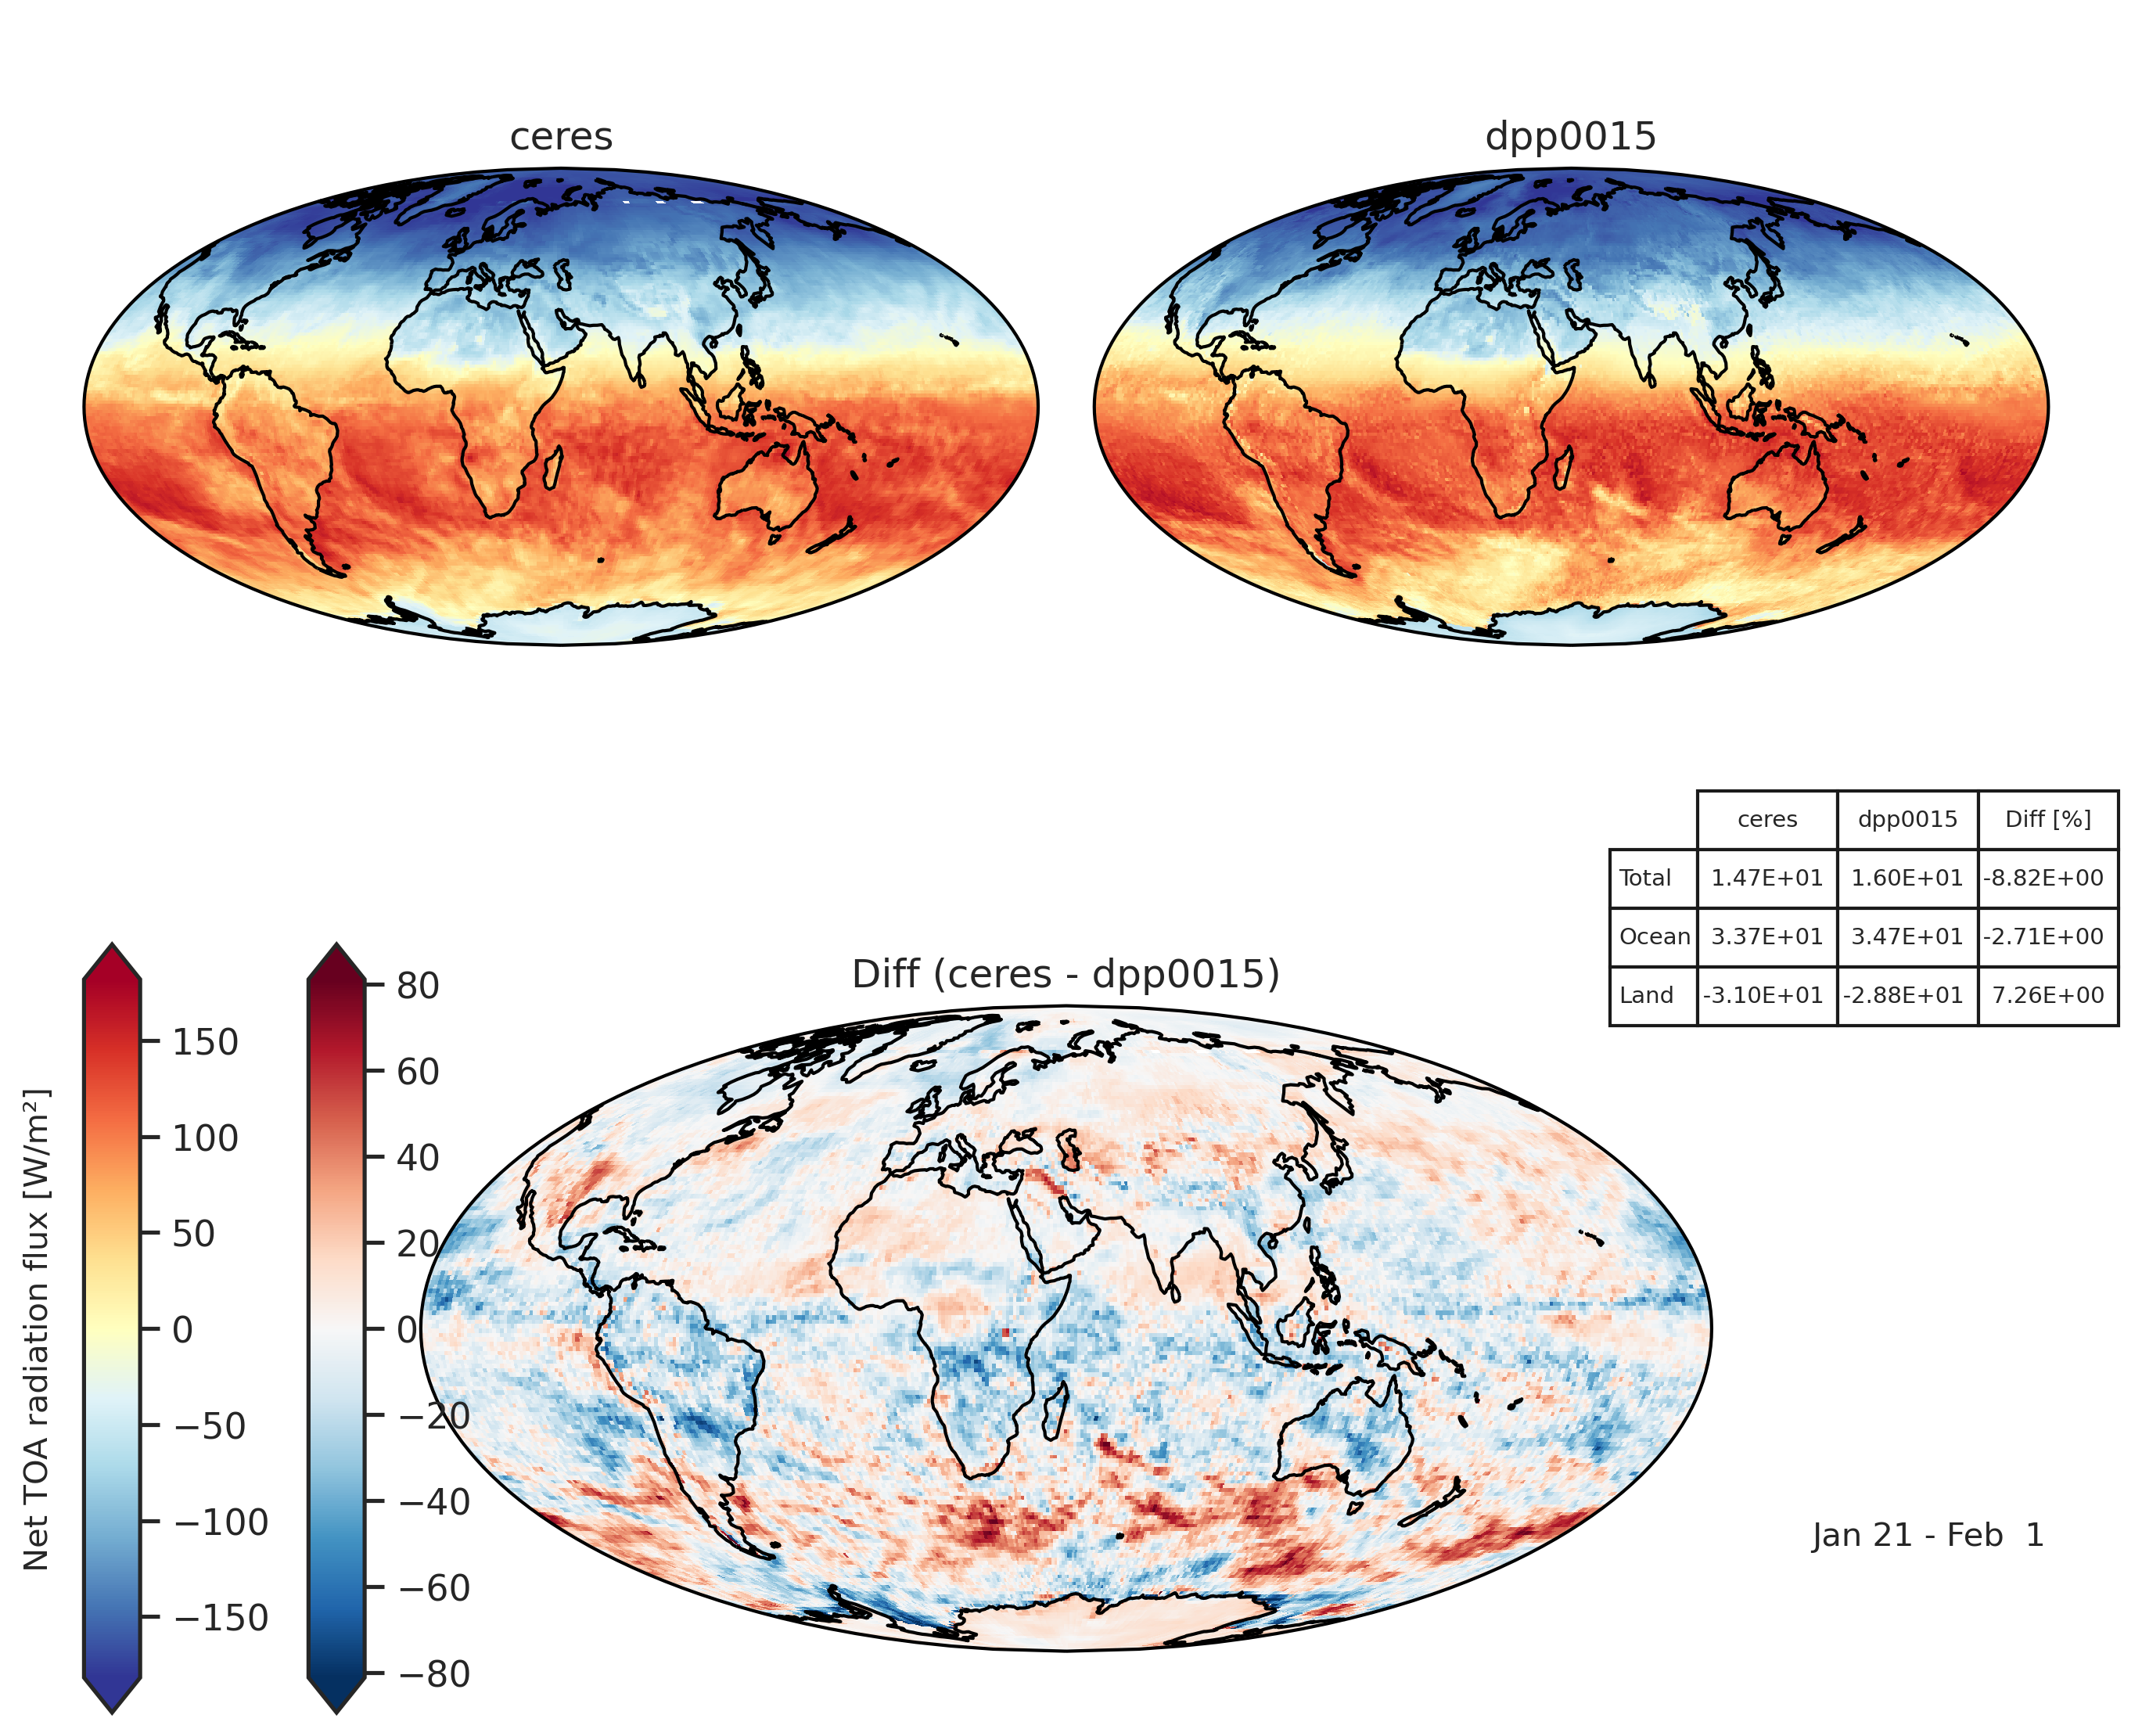 ceres
dpp0015
ceres dpp0015 Diff [%]
Total 1.47E+01 1.60E+01 -8.82E+00
Ocean 3.37E+01 3.47E+01 -2.71E+00
Land -3.10E+01 -2.88E+01 7.26E+00
Diff (ceres - dpp0015)
Net TOA radiation flux [W/m²]
150
100
50
0
−50
−100
−150
80
60
40
20
0
−20
−40
−60
−80
Jan 21 - Feb  1